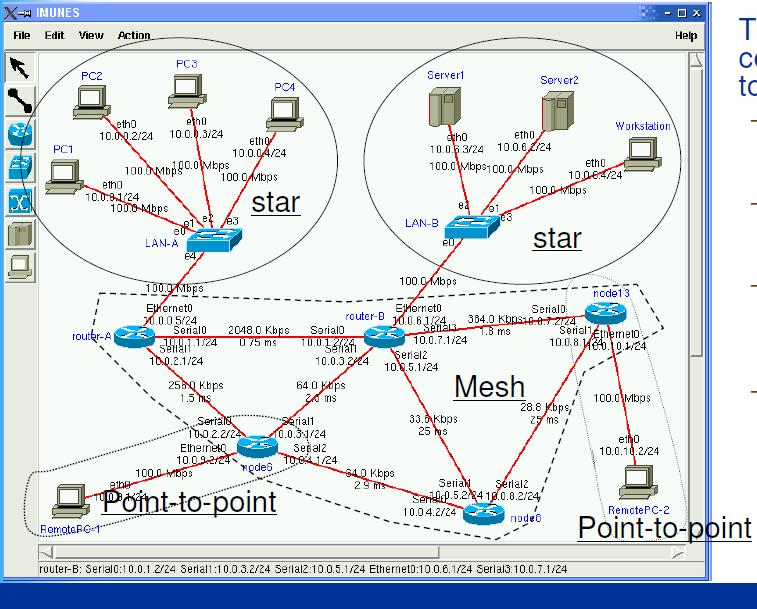 IMUNES
File Edit View Action Help
PC2
PC3
PC4
PC1
eth0
10.0.0.2/24
eth0
10.0.0.3/24
eth0
10.0.0.4/24
eth0
10.0.0.1/24
100.0 Mbps
100.0 Mbps
100.0 Mbps
100.0 Mbps
e0
e1
e2
e3
e4
LAN-A
star
Server1
Server2
Workstation
eth0
10.0.6.3/24
eth0
10.0.6.2/24
eth0
10.0.6.4/24
100.0 Mbps
100.0 Mbps
100.0 Mbps
e2
e1
e3
e0
LAN-B
star
100.0 Mbps
100.0 Mbps
Ethernet0
10.0.0.5/24
router-A
Serial0
10.0.1.1/24
Serial1
10.0.2.1/24
2048.0 Kbps
0.75 ms
router-B
Ethernet0
10.0.6.1/24
Serial0
10.0.1.2/24
Serial1
10.0.3.2/24
Serial3
10.0.7.1/24
Serial2
10.0.5.1/24
364.0 Kbps
1.8 ms
node13
Serial0
10.0.7.2/24
Serial1
10.0.8.1/24
Ethernet0
10.0.10.1/24
256.0 Kbps
1.5 ms
64.0 Kbps
Mesh
33.6 Kbps
25 ms
28.8 Kbps
25 ms
100.0 Mbps
Serial0
10.0.2.2/24
Serial1
10.0.3.1/24
Ethernet0
10.0.9.2/24
Serial2
10.0.4.1/24
node6
100.0 Mbps
64.0 Kbps
2.9 ms
eth0
10.0.9.1/24
RemotePC-1
Point-to-point
Serial1
10.0.5.2/24
Serial2
10.0.8.2/24
Serial0
10.0.4.2/24
eth0
10.0.10.2/24
RemotePC-2
Point-to-point
router-B: Serial0:10.0.1.2/24 Serial1:10.0.3.2/24 Serial2:10.0.5.1/24 Ethernet0:10.0.6.1/24 Serial3:10.0.7.1/24